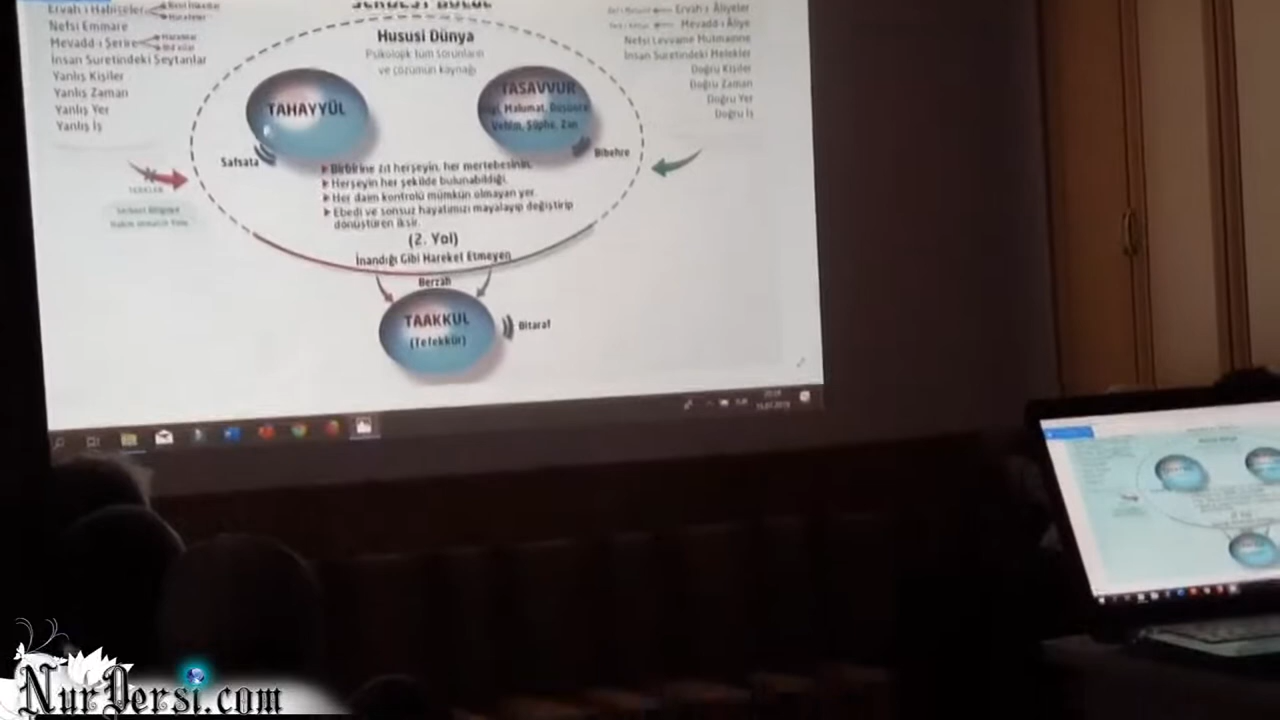 Ervah-ı Habiseler
Nefsi Emmare
Mevadd-ı Şerire
İnsan Suretindeki Şeytanlar
Yanlış Kişiler
Yanlış Zaman
Yanlış Yer
Yanlış İş
Hususi Dünya
Psikolojik tüm sorunların
ve çözümün kaynağı
TAHAYYÜL
Safsata
TASAVVUR
Malumat, Düşünce
Vehim, Şüphe, Zan
Bibehre
Ervah-ı Âliyeler
Mevadd-ı Âliye
Nefsi Levvame Mutmainne
İnsan Suretindeki Melekler
Doğru Kişiler
Doğru Zaman
Doğru Yer
Doğru İş
Birbirine zıt herşeyin, her mertebesinin,
Herşeyin her şekilde bulunabildiği,
Her daim kontrolü mümkün olmayan yer.
Ebedi ve sonsuz hayatımızı mayalayıp değiştirip
dönüştüren iksir.
(2. Yol)
İnandığı Gibi Hareket Etmeyen
Berzah
TAAKKUL
(Tefekkür)
Bitaraf
NurDersi.com